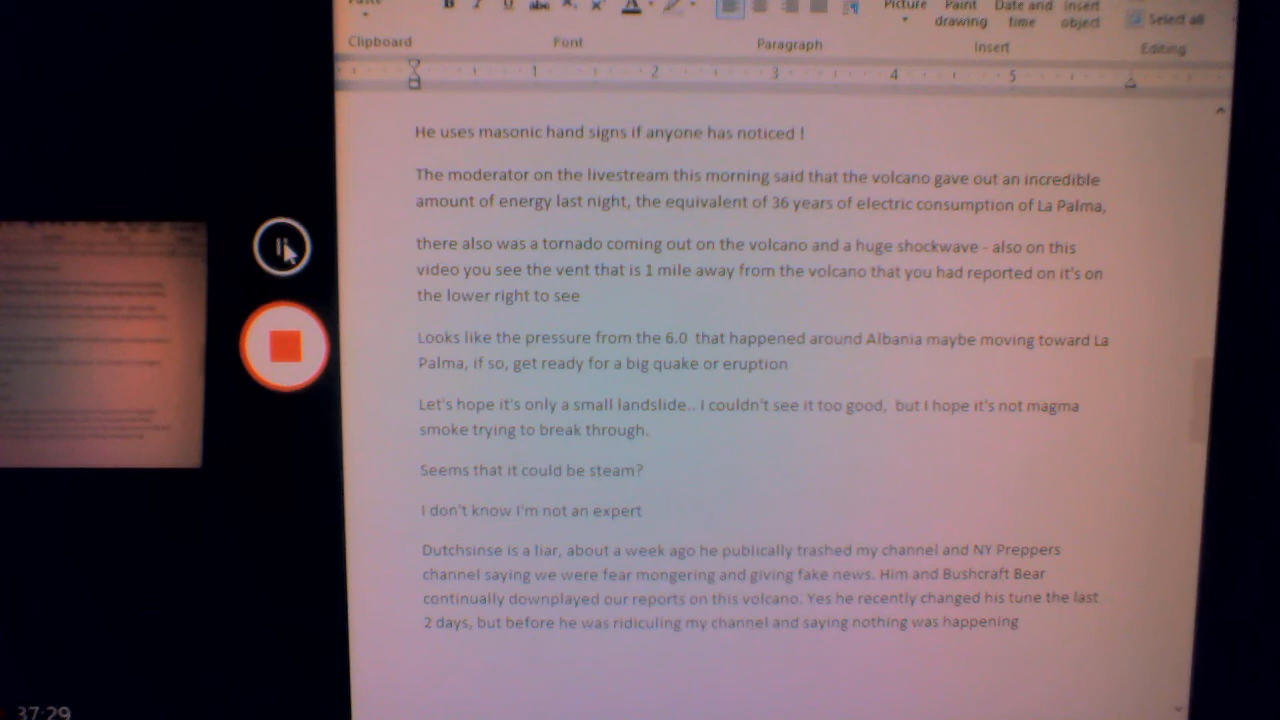 Paste
B I U abc X X A
Picture Paint Date and Insert
drawing time object
Select all
Clipboard Font Paragraph Insert Editing
1 2 3 4 5
He uses masonic hand signs if anyone has noticed !
The moderator on the livestream this morning said that the volcano gave out an incredible
amount of energy last night, the equivalent of 36 years of electric consumption of La Palma,
there also was a tornado coming out on the volcano and a huge shockwave - also on this
video you see the vent that is 1 mile away from the volcano that you had reported on it's on
the lower right to see
Looks like the pressure from the 6.0 that happened around Albania maybe moving toward La
Palma, if so, get ready for a big quake or eruption
Let's hope it's only a small landslide.. I couldn't see it too good, but I hope it's not magma
smoke trying to break through.
Seems that it could be steam?
I don't know I'm not an expert
Dutchsinse is a liar, about a week ago he publically trashed my channel and NY Preppers
channel saying we were fear mongering and giving fake news. Him and Bushcraft Bear
continually downplayed our reports on this volcano. Yes he recently changed his tune the last
2 days, but before he was ridiculing my channel and saying nothing was happening
37:29